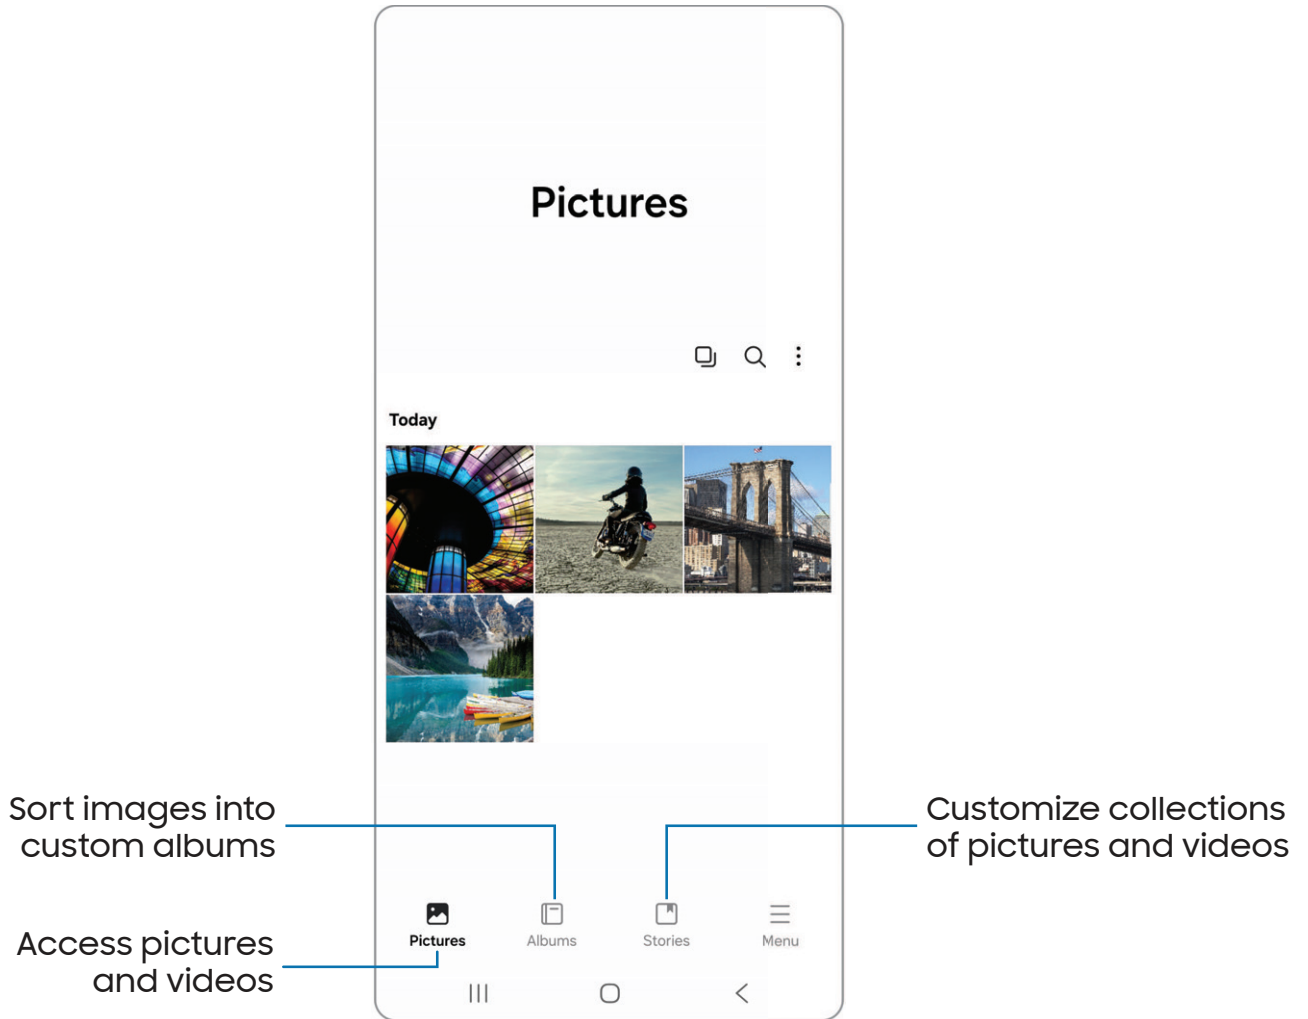 Pictures
Today
Sort images into
custom albums
Customize collections
of pictures and videos
Pictures
Albums
Stories
Menu
Access pictures
and videos